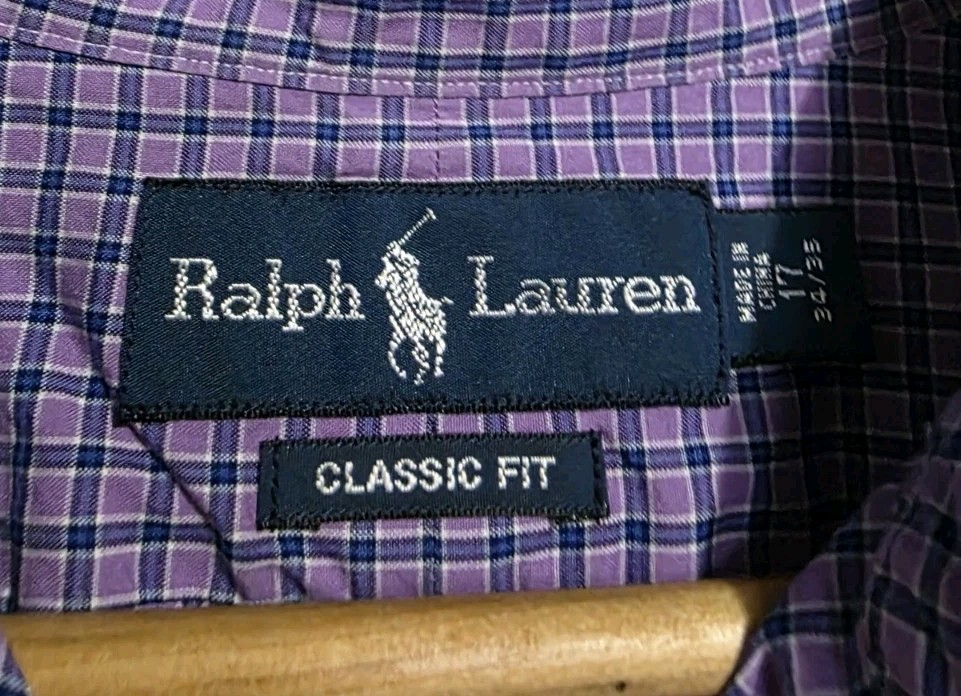 Ralph Lauren
CLASSIC FIT
MADE IN
CHINA
17
34/35